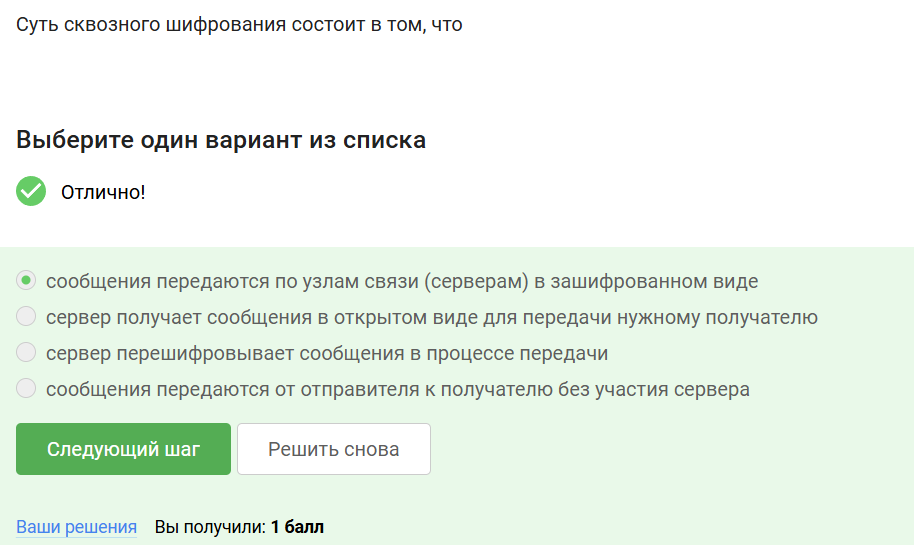 Суть сквозного шифрования состоит в том, что
Выберите один вариант из списка
Отлично!
сообщения передаются по узлам связи (серверам) в зашифрованном виде
сервер получает сообщения в открытом виде для передачи нужному получателю
сервер перешифровывает сообщения в процессе передачи
сообщения передаются от отправителя к получателю без участия сервера
Следующий шаг
Решить снова
Ваши решения Вы получили: 1 балл